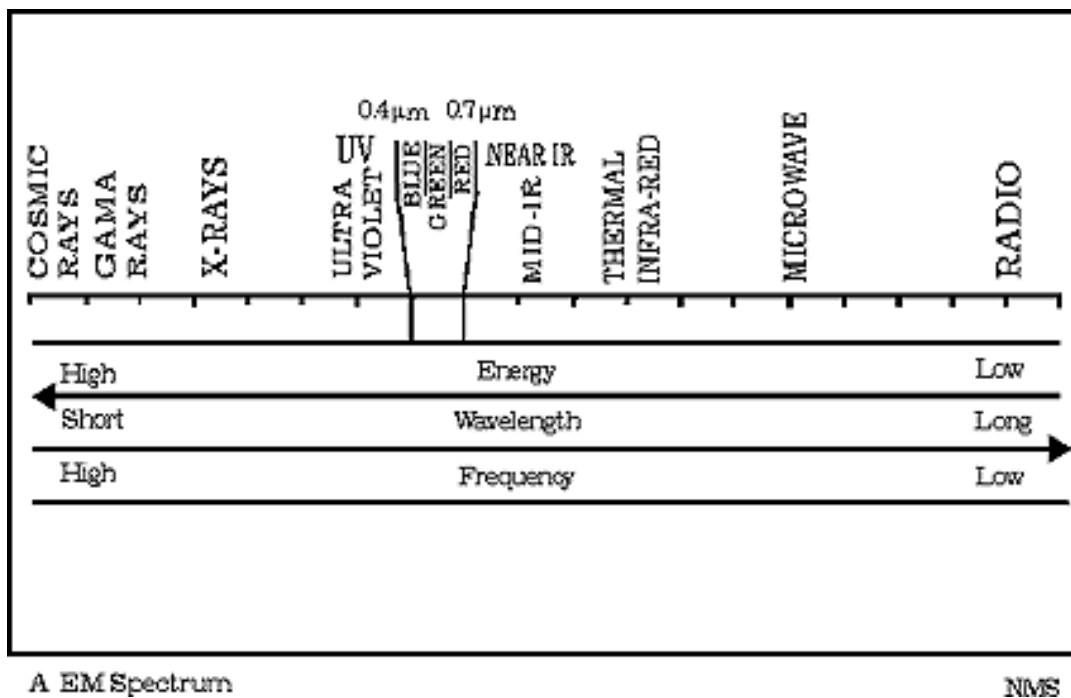 0.4μm 0.7μm
COSMIC
RAYS
GAMA
RAYS
X-RAYS
UV
ULTRA
VIOLET
BLUE
GREEN
RED
NEAR IR
MID-IR
THERMAL
INFRA-RED
MICROWAVE
RADIO
High Energy Low
Short Wavelength Long
High Frequency Low
A EM Spectrum NMS